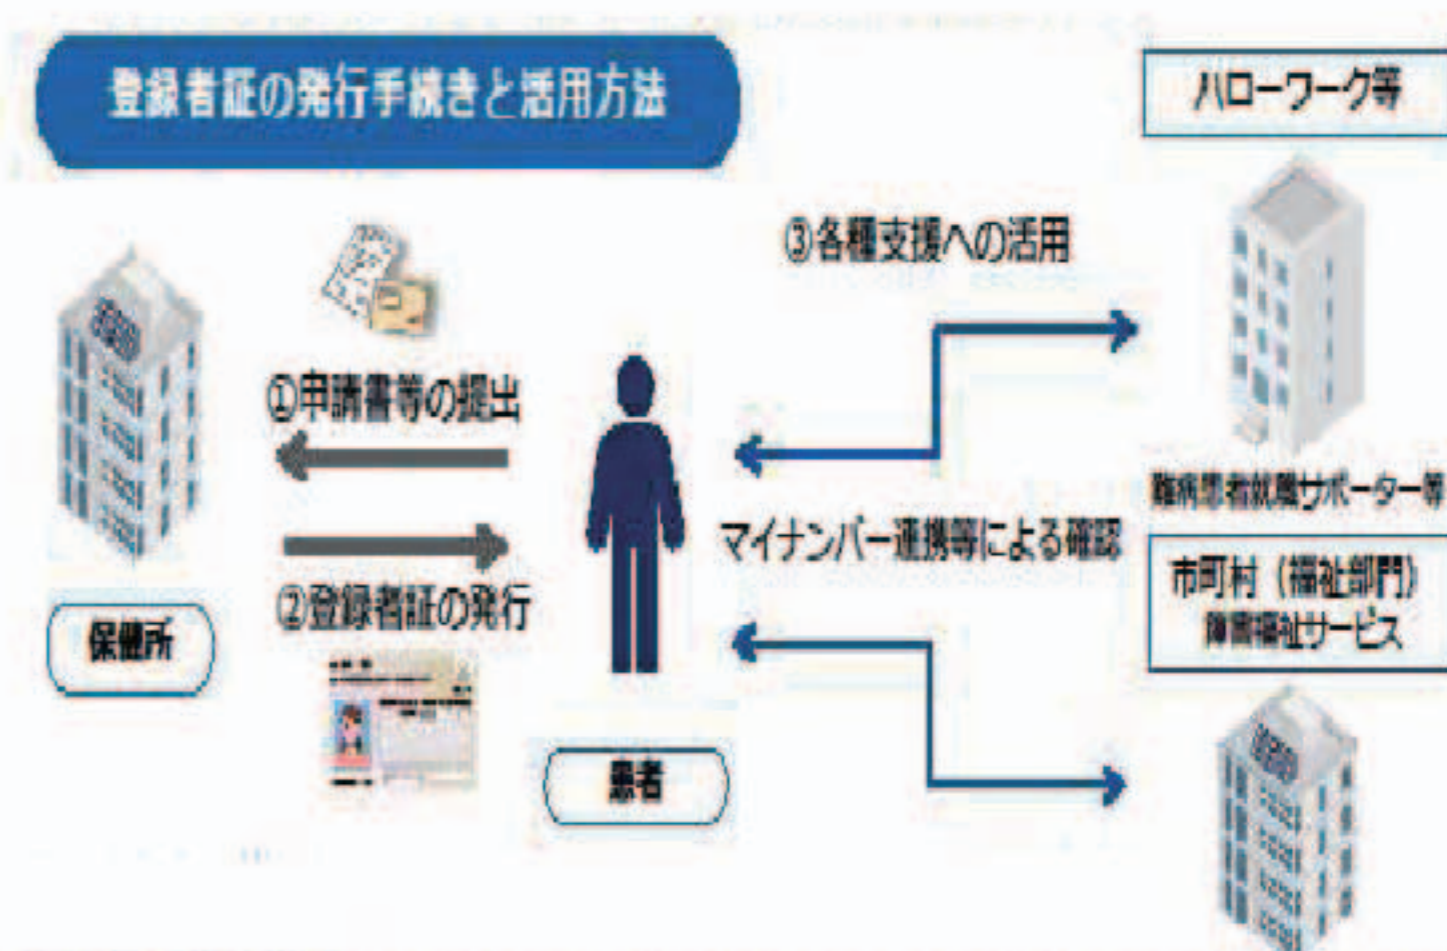 登録者証の発行手続きと活用方法
ハローワーク等
③各種支援への活用
①申請書等の提出
難病患者就職サポーター等
マイナンバー連携等による確認
市町村（福祉部門）
障害福祉サービス
②登録者証の発行
保健所
患者